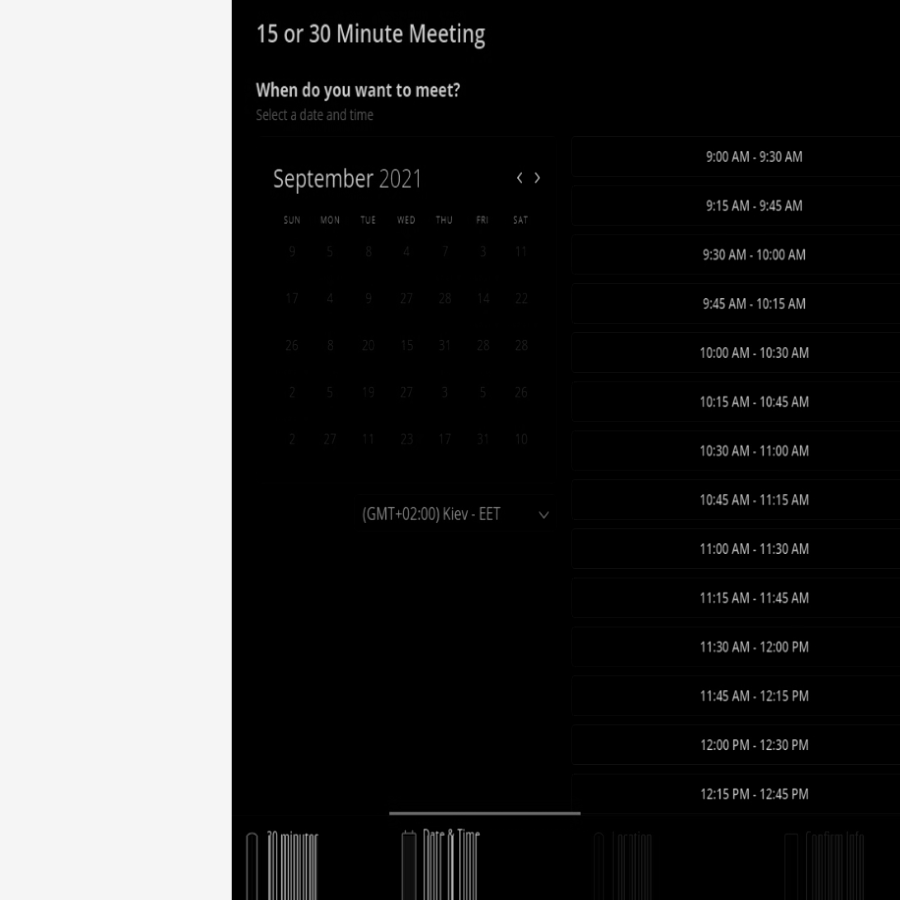 15 or 30 Minute Meeting
When do you want to meet?
Select a date and time
September 2021
SUN MON TUE WED THU FRI SAT
9 5 8 4 7 3 11
17 4 9 27 28 14 22
26 8 20 15 31 28 28
2 5 19 27 3 5 26
2 27 11 23 17 31 10
(GMT+02:00) Kiev - EET
9:00 AM - 9:30 AM
9:15 AM - 9:45 AM
9:30 AM - 10:00 AM
9:45 AM - 10:15 AM
10:00 AM - 10:30 AM
10:15 AM - 10:45 AM
10:30 AM - 11:00 AM
10:45 AM - 11:15 AM
11:00 AM - 11:30 AM
11:15 AM - 11:45 AM
11:30 AM - 12:00 PM
11:45 AM - 12:15 PM
12:00 PM - 12:30 PM
12:15 PM - 12:45 PM
30 minutes
Date & Time
Location
Confirm Info